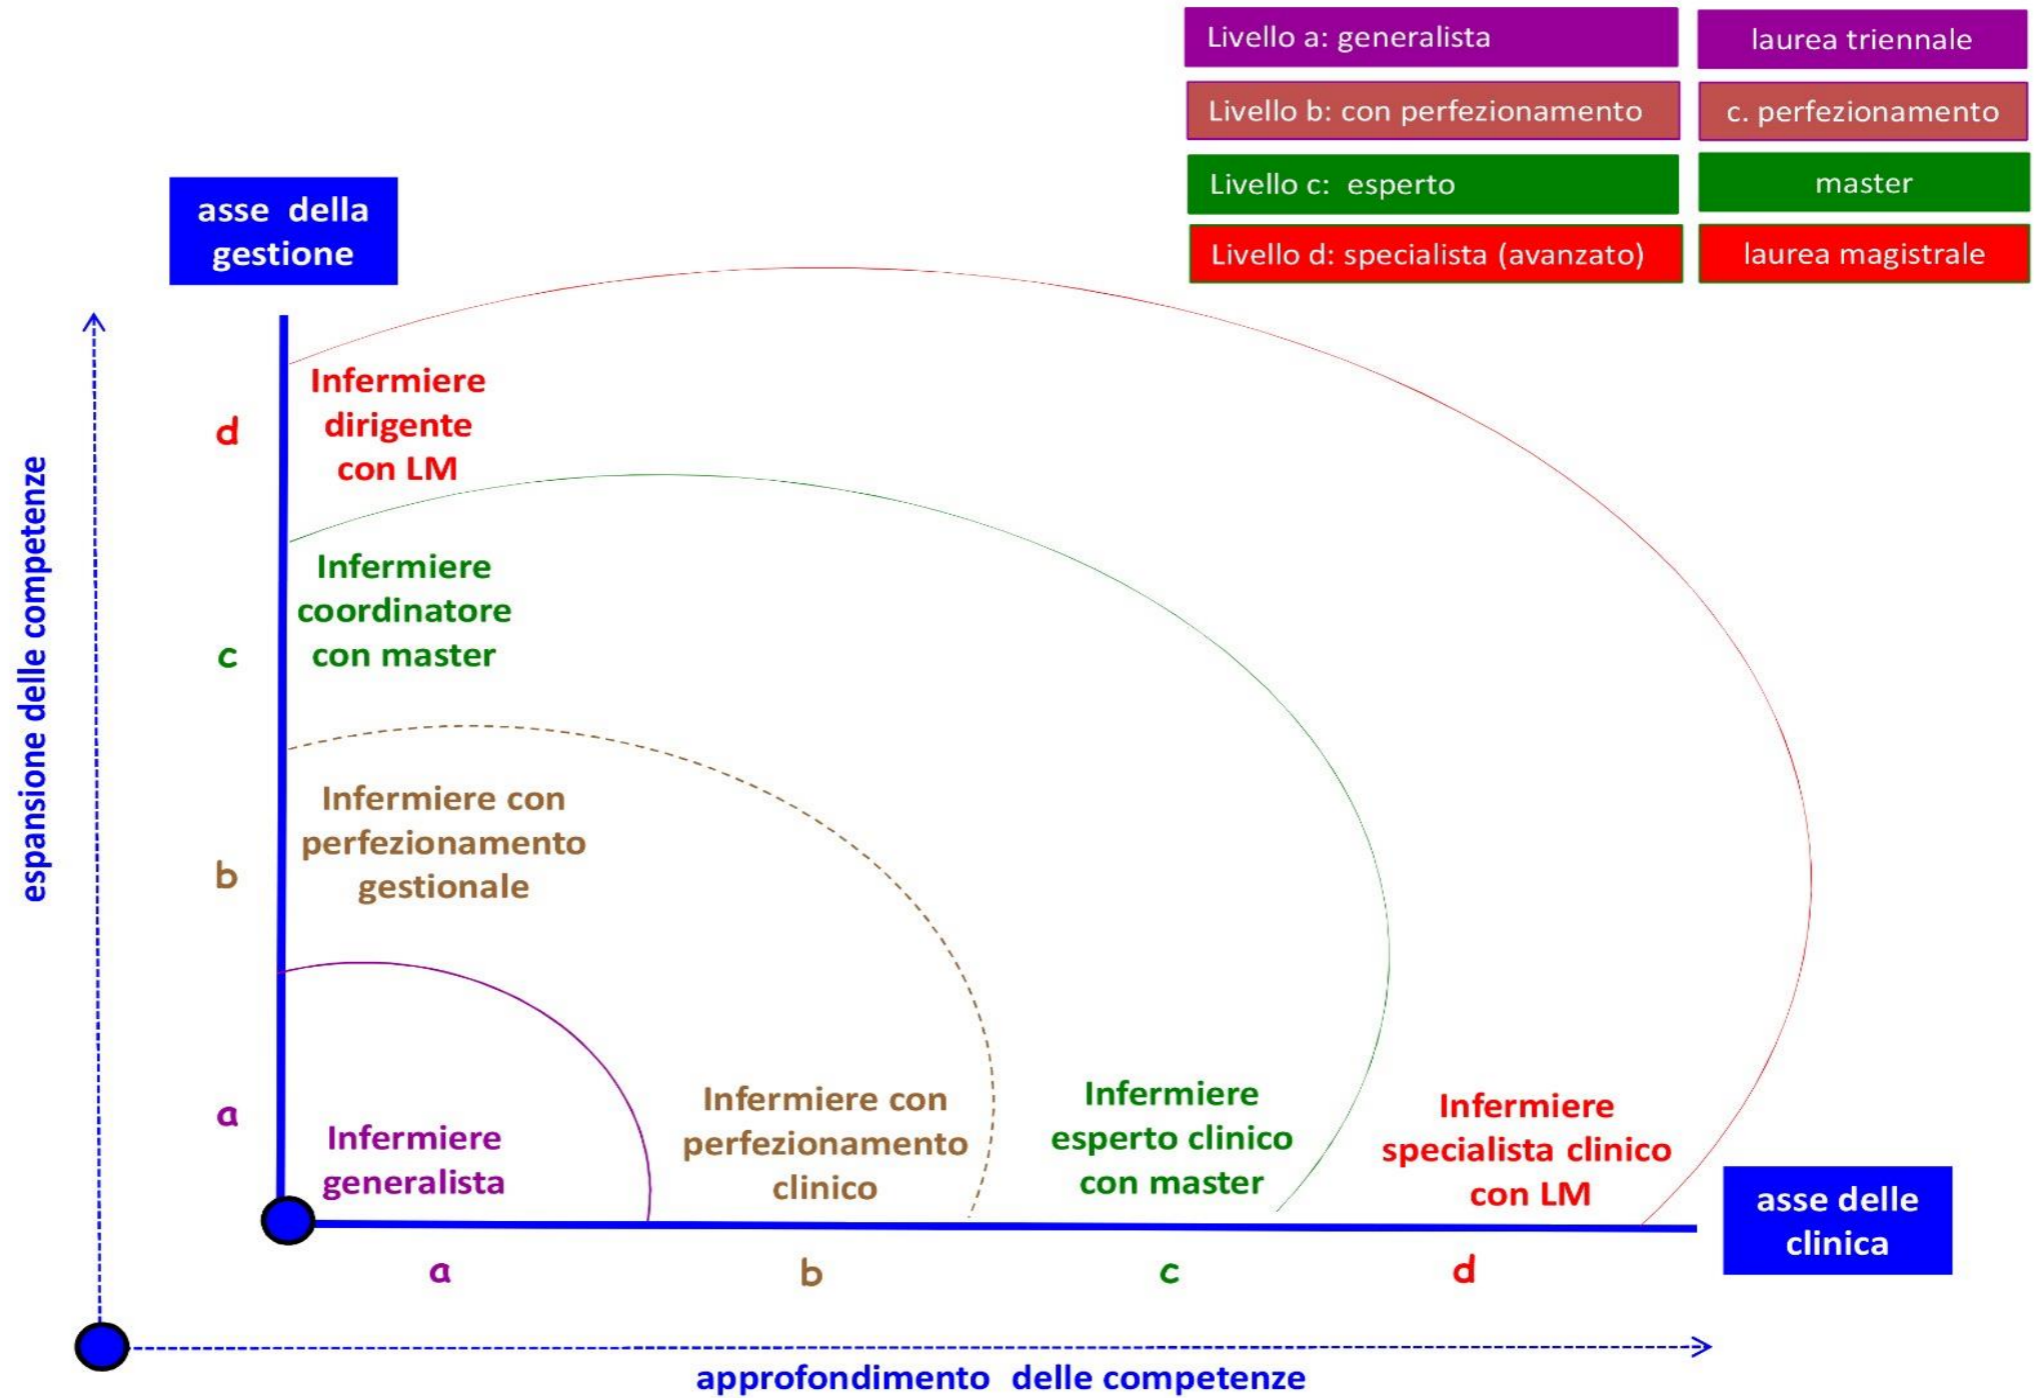 Livello a: generalista
laurea triennale
Livello b: con perfezionamento
c. perfezionamento
Livello c: esperto
master
Livello d: specialista (avanzato)
laurea magistrale
asse della
gestione
espansione delle competenze
d
Infermiere
dirigente
con LM
c
Infermiere
coordinatore
con master
b
Infermiere con
perfezionamento
gestionale
a
Infermiere
generalista
Infermiere con
perfezionamento
clinico
Infermiere
esperto clinico
con master
Infermiere
specialista clinico
con LM
asse delle
clinica
a
b
c
d
approfondimento delle competenze